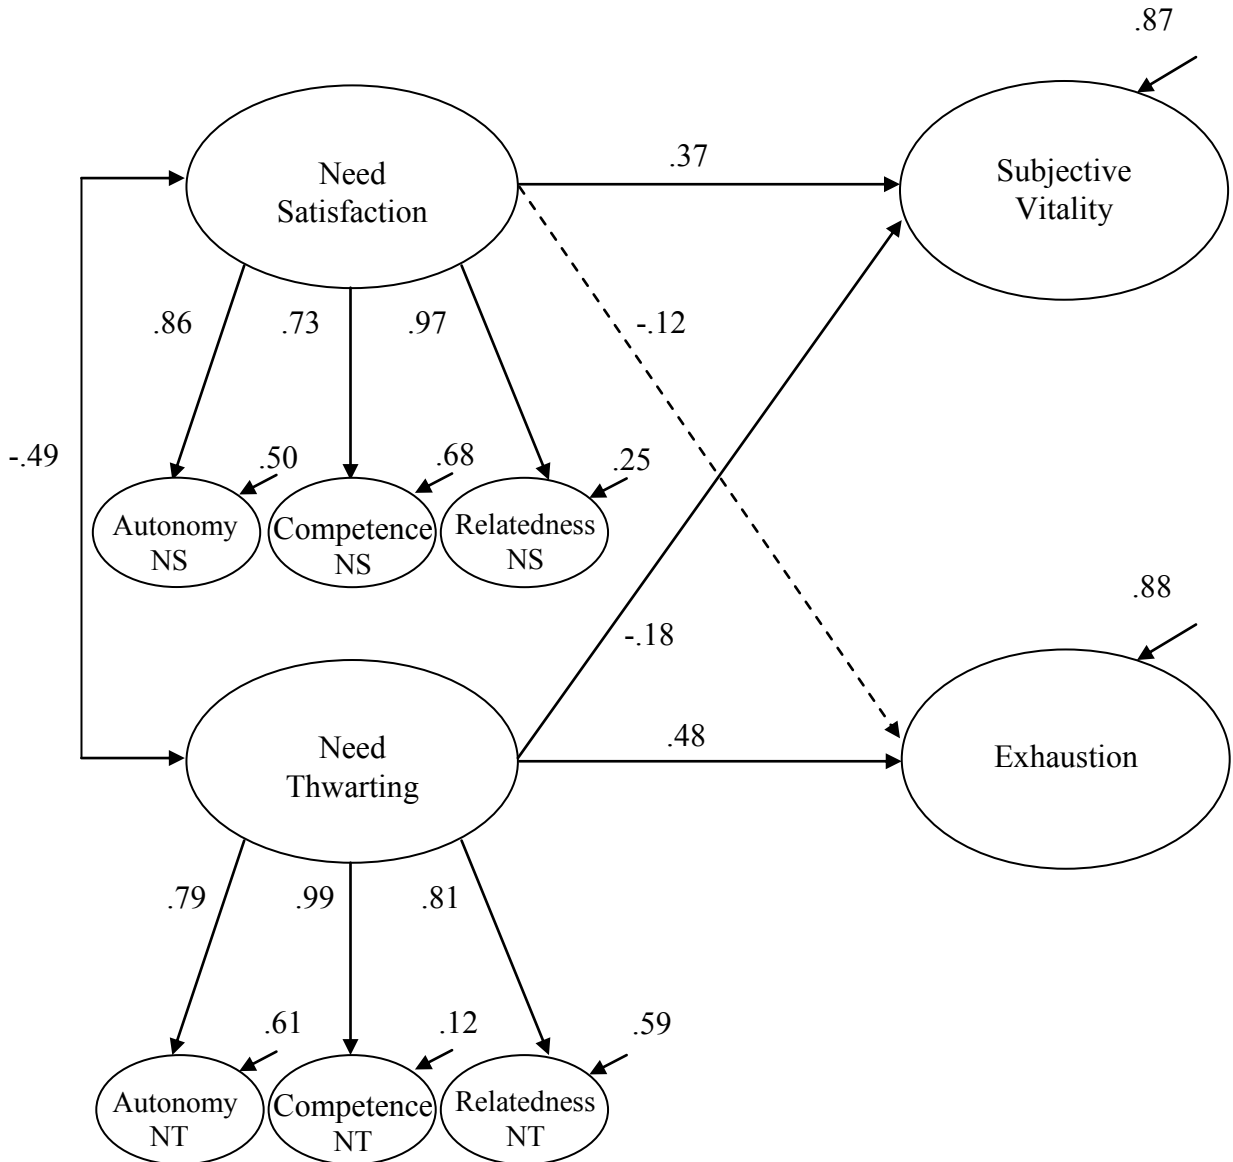 .87
Need
Satisfaction
.37
Subjective
Vitality
.86
.73
.97
-.12
-.49
.50
.68
.25
Autonomy
NS
Competence
NS
Relatedness
NS
.88
-.18
Need
Thwarting
.48
Exhaustion
.79
.99
.81
.61
.12
.59
Autonomy
NT
Competence
NT
Relatedness
NT